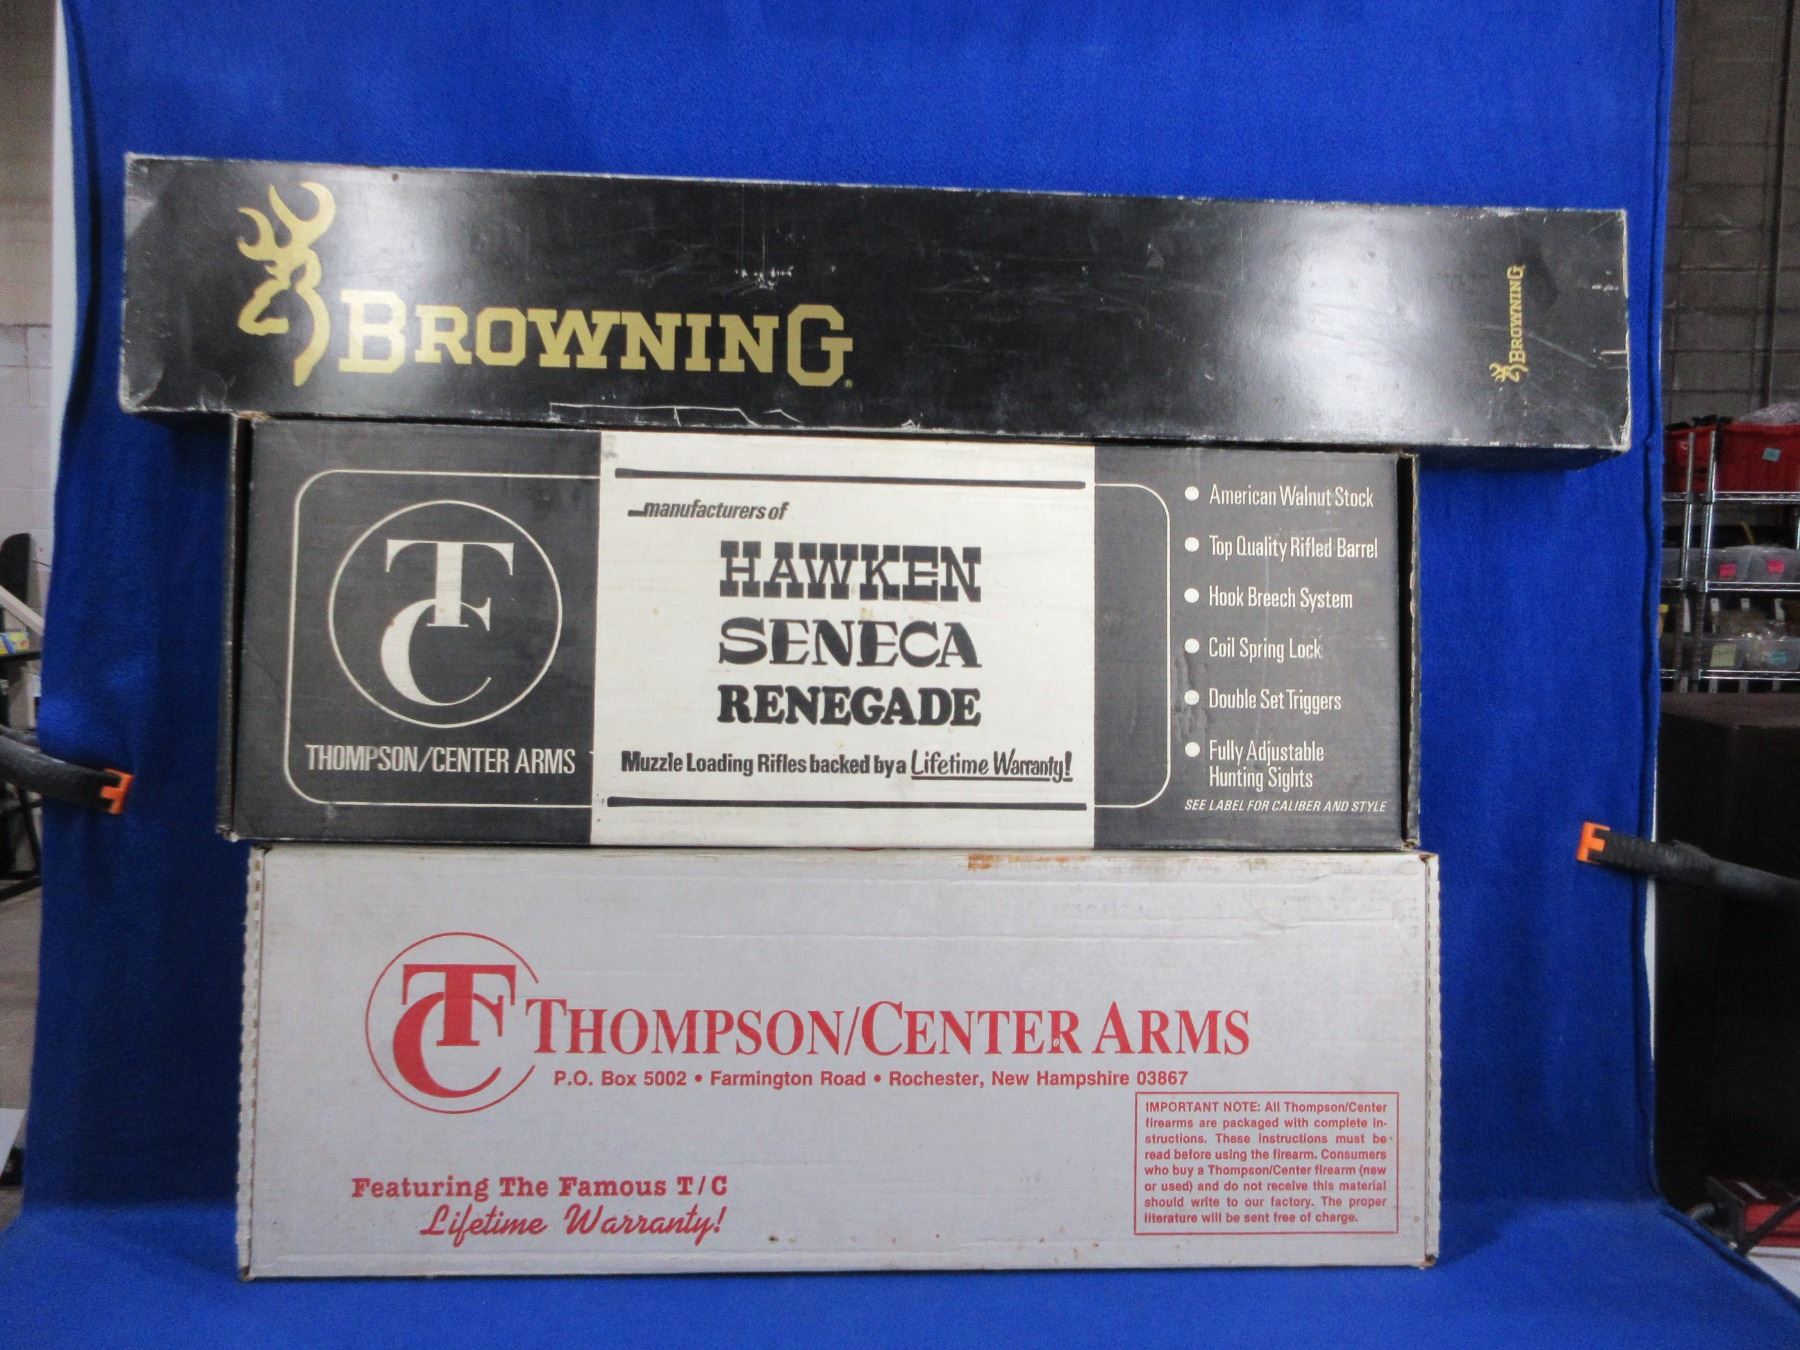 BROWNING®
BROWNING
TC
THOMPSON/CENTER ARMS
...manufacturers of
HAWKEN
SENECA
RENEGADE
Muzzle Loading Rifles backed by a Lifetime Warranty!
• American Walnut Stock
• Top Quality Rifled Barrel
• Hook Breech System
• Coil Spring Lock
• Double Set Triggers
• Fully Adjustable
Hunting Sights
SEE LABEL FOR CALIBER AND STYLE
TC THOMPSON/CENTER ARMS
P.O. Box 5002 • Farmington Road • Rochester, New Hampshire 03867
IMPORTANT NOTE: All Thompson/Center
firearms are packaged with complete in-
structions. These instructions must be
read before using the firearm. Consumers
who buy a Thompson/Center firearm (new
or used) and do not receive this material
should write to our factory. The proper
literature will be sent free of charge.
Featuring The Famous T/C
Lifetime Warranty!